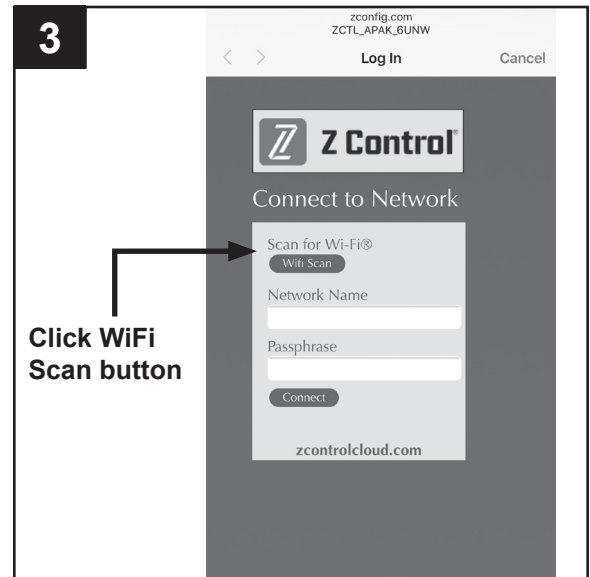 3
zconfig.com
ZCTL_APAK_6UNW
< > Log In Cancel
Z Control®
Connect to Network
Scan for Wi-Fi®
Wifi Scan
Network Name
Click WiFi
Scan button
Passphrase
Connect
zcontrolcloud.com